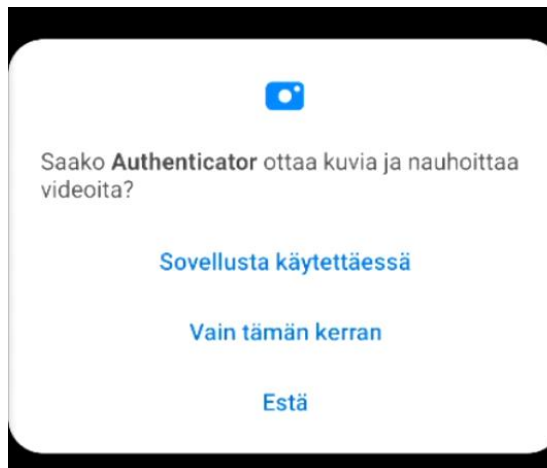 Saako Authenticator ottaa kuvia ja nauhoittaa
videoita?
Sovellusta käytettäessä
Vain tämän kerran
Estä